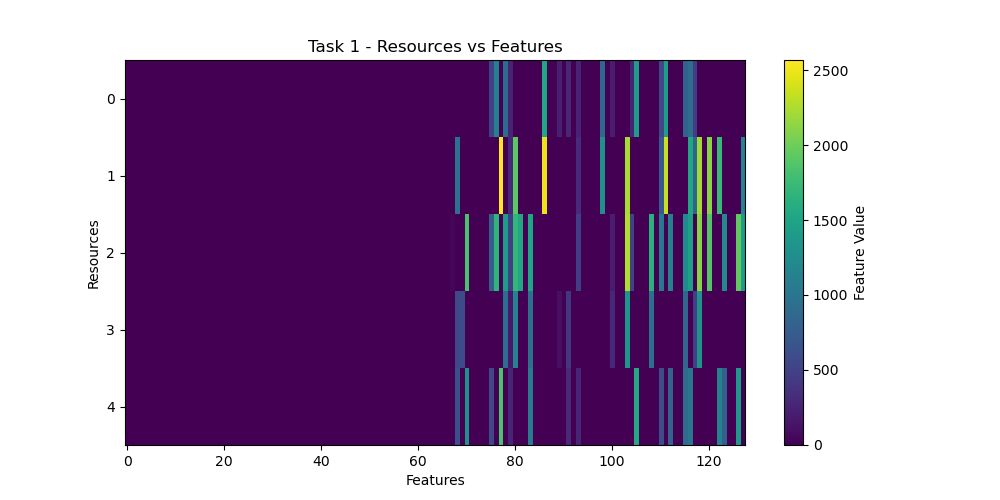 Task 1 - Resources vs Features
Resources
0
1
2
3
4
0 20 40 60 80 100 120
Features
2500
2000
1500
1000
500
0
Feature Value